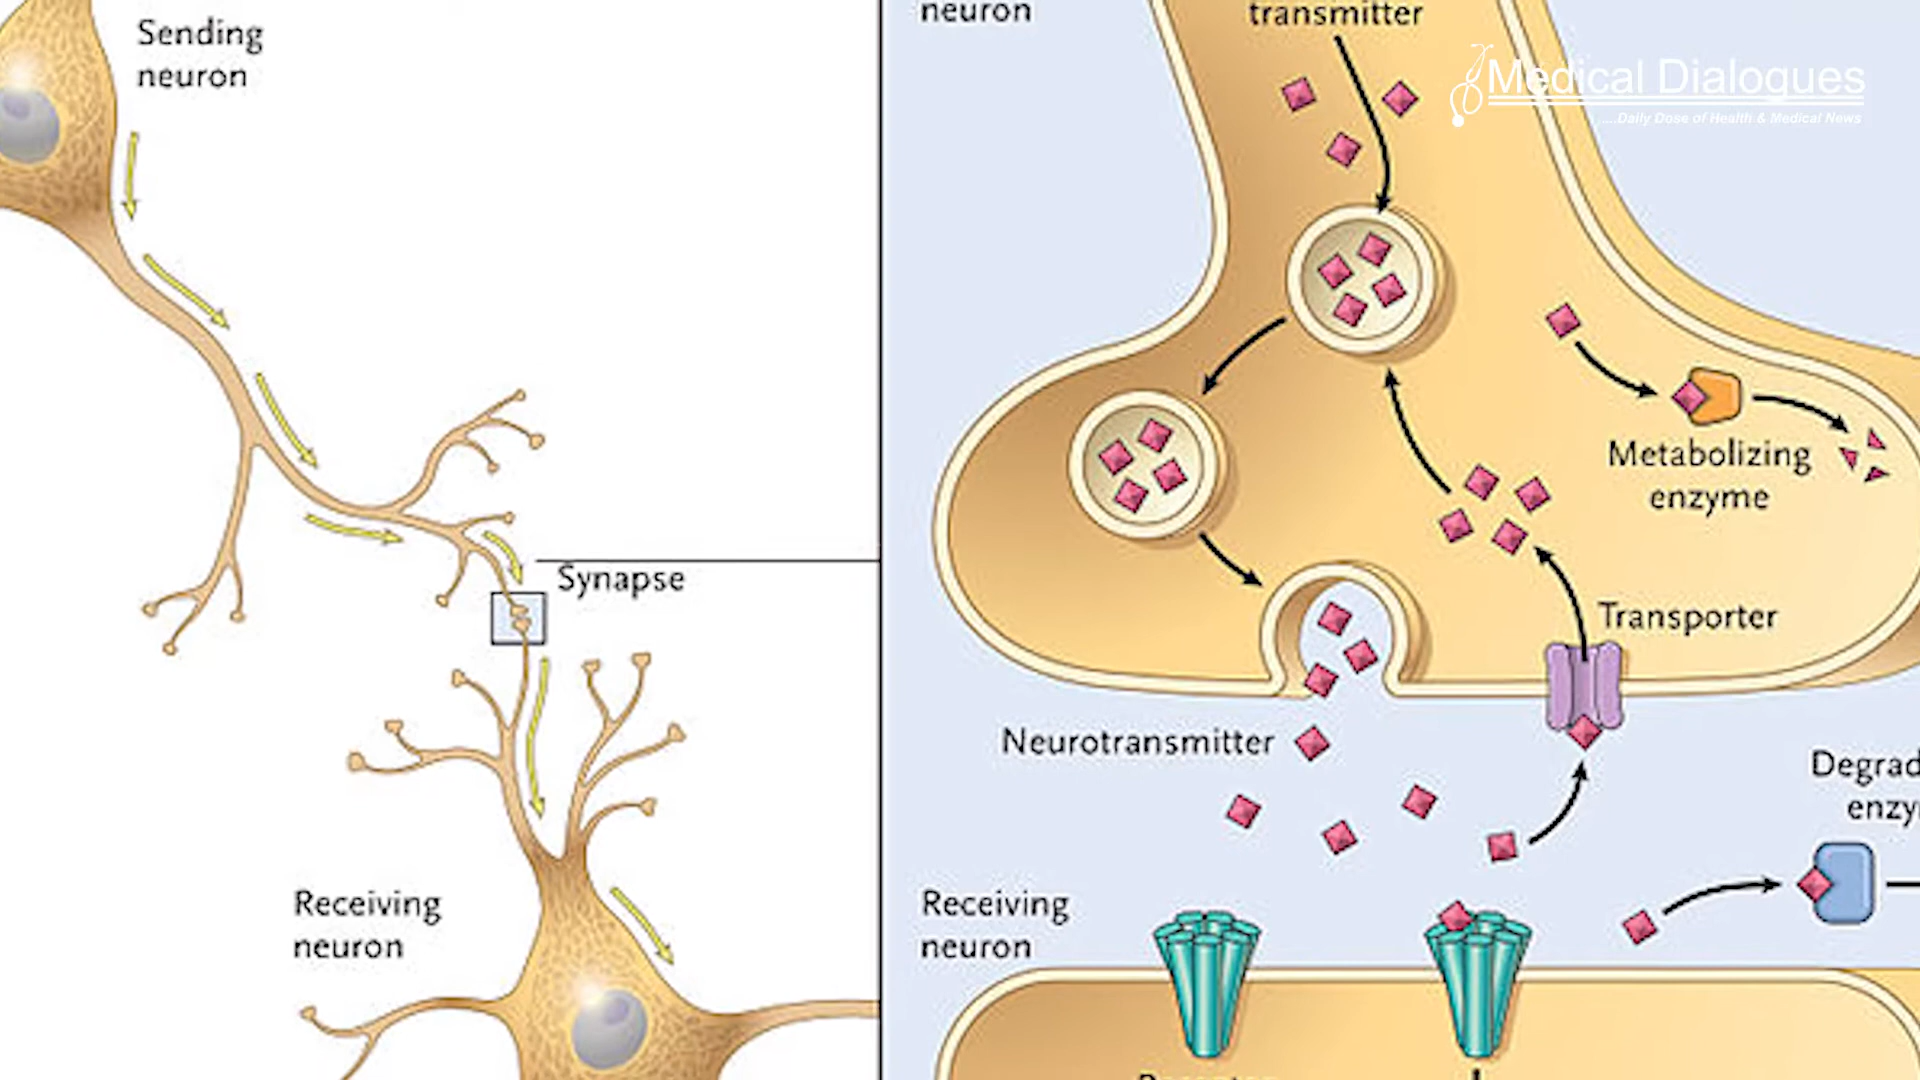 Sending
neuron
Synapse
Receiving
neuron
neuron
transmitter
Medical Dialogues
....Daily Dose of Health & Medical News
Metabolizing
enzyme
Transporter
Neurotransmitter
Degrad
enzy
Receiving
neuron